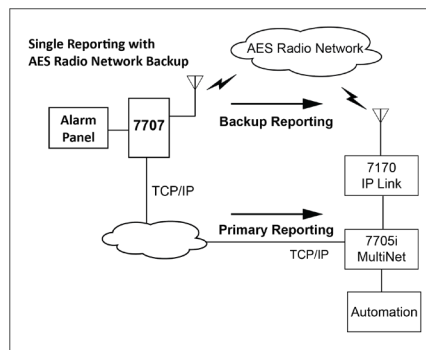 Single Reporting with
AES Radio Network Backup
AES Radio Network
Alarm
Panel
7707
Backup Reporting
7170
IP Link
TCP/IP
Primary Reporting
TCP/IP
7705i
MultiNet
Automation